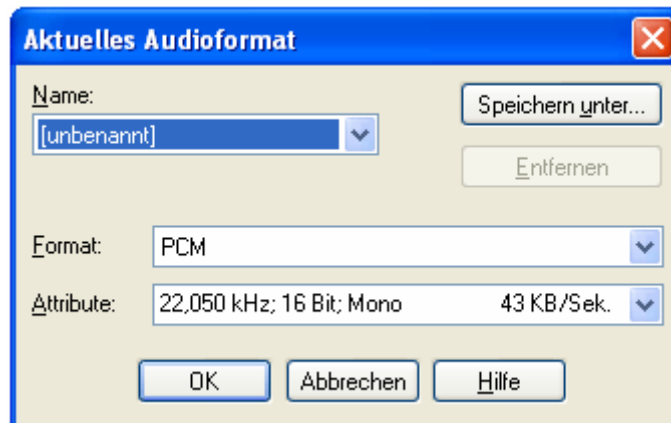 Aktuelles Audioformat
Name:
[unbenannt]
Speichern unter...
Entfernen
Format:
PCM
Attribute:
22,050 kHz; 16 Bit; Mono 43 KB/Sek.
OK
Abbrechen
Hilfe